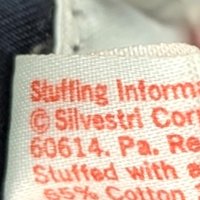 Stuffing Informa
© Silvestri Corp
60614. Pa. Re
Stuffed with a
65% Cotton